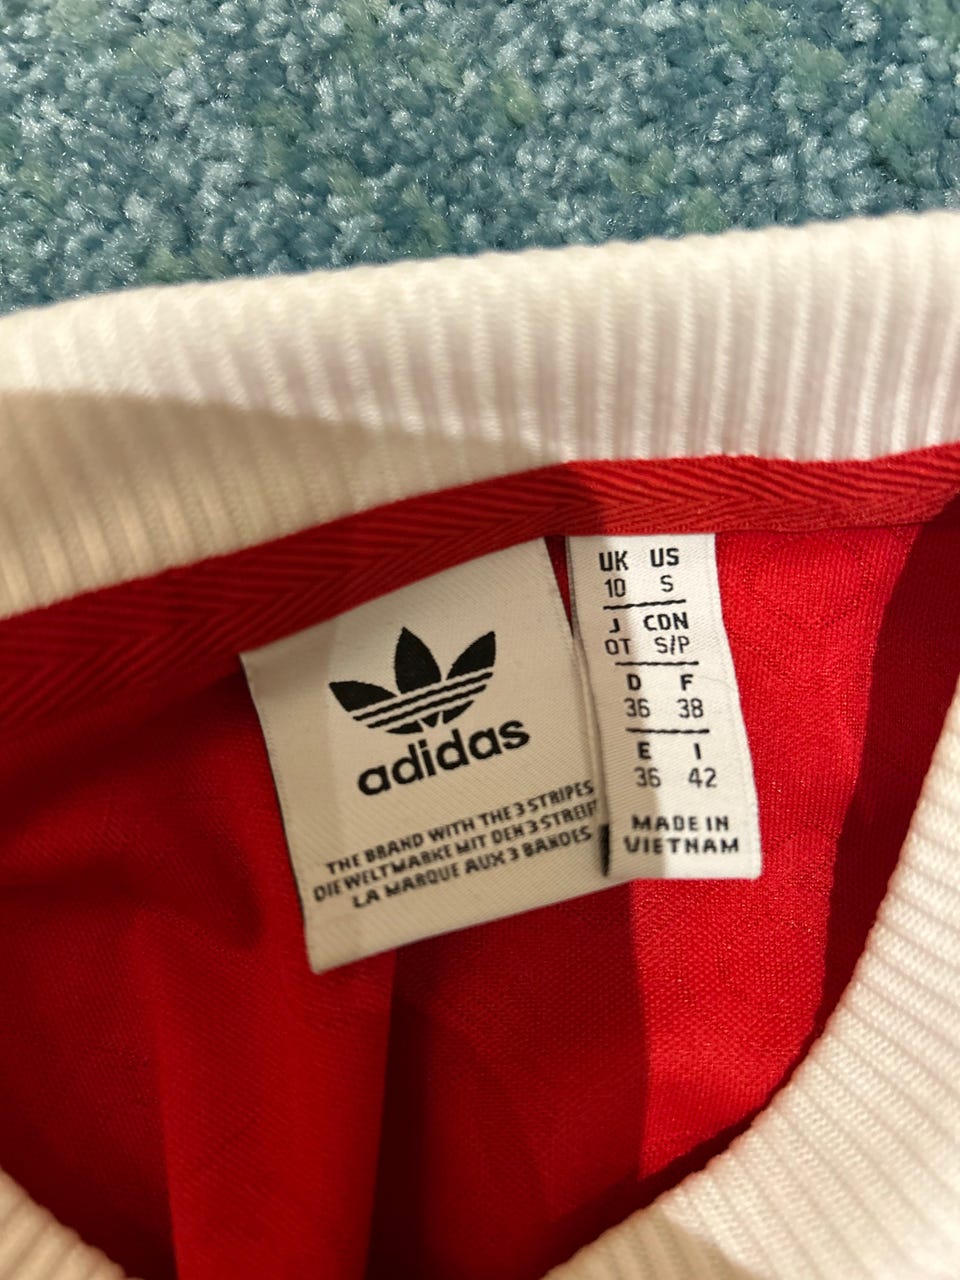 adidas
THE BRAND WITH THE 3 STRIPES
DIE WELTMARKE MIT DEN 3 STREIF
LA MARQUE AUX 3 BANDES
UK US
10 S
J CDN
OT S/P
D F
36 38
E I
36 42
MADE IN
VIETNAM